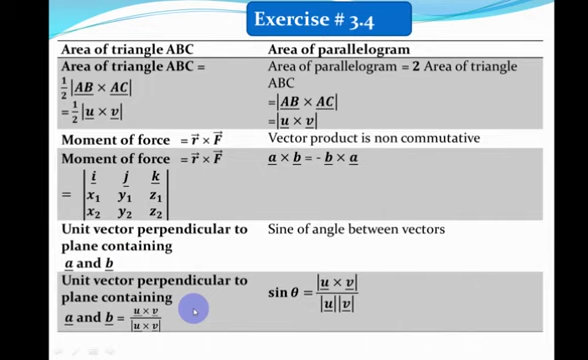 Exercise # 3.4
Area of triangle ABC
Area of parallelogram
Area of triangle ABC =
½|AB × AC|
= ½|u × v|
Area of parallelogram = 2 Area of triangle
ABC
=|AB × AC|
=|u × v|
Moment of force = r⃗ × F⃗
Vector product is non commutative
Moment of force = r⃗ × F⃗
= | i j k |
| x₁ y₁ z₁ |
| x₂ y₂ z₂ |
a × b = - b × a
Unit vector perpendicular to
plane containing
a and b
Sine of angle between vectors
Unit vector perpendicular to
plane containing
a and b = u × v / |u × v|
sin θ = |u × v| / |u||v|